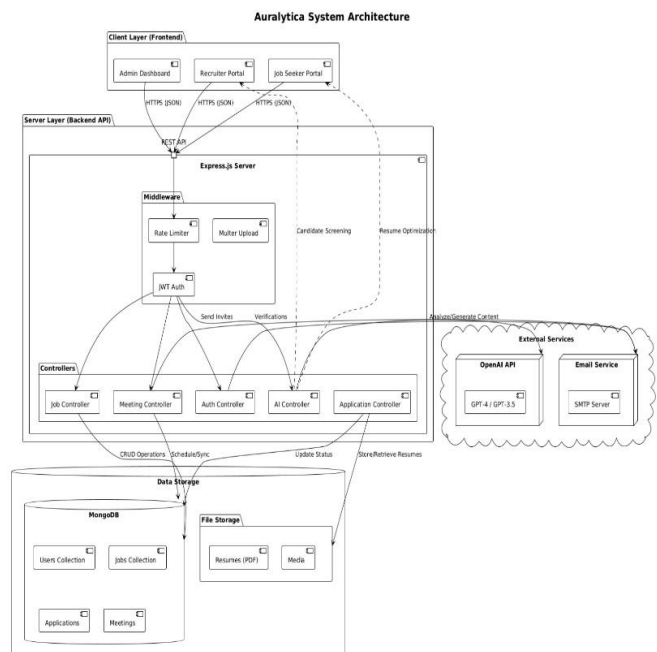 Auralytica System Architecture
Client Layer (Frontend)
Admin Dashboard
Recruiter Portal
Job Seeker Portal
HTTPS (JSON)
HTTPS (JSON)
HTTPS (JSON)
Server Layer (Backend API)
REST API
Express.js Server
Middleware
Rate Limiter
Multer Upload
Candidate Screening
Resume Optimization
JWT Auth
Send Invites
Verifications
Analyze/Generate Content
External Services
OpenAI API
Email Service
GPT-4 / GPT-3.5
SMTP Server
Controllers
Job Controller
Meeting Controller
Auth Controller
AI Controller
Application Controller
CRUD Operations
Schedule/Sync
Update Status
Store/Retrieve Resumes
Data Storage
MongoDB
File Storage
Users Collection
Jobs Collection
Resumes (PDF)
Media
Applications
Meetings